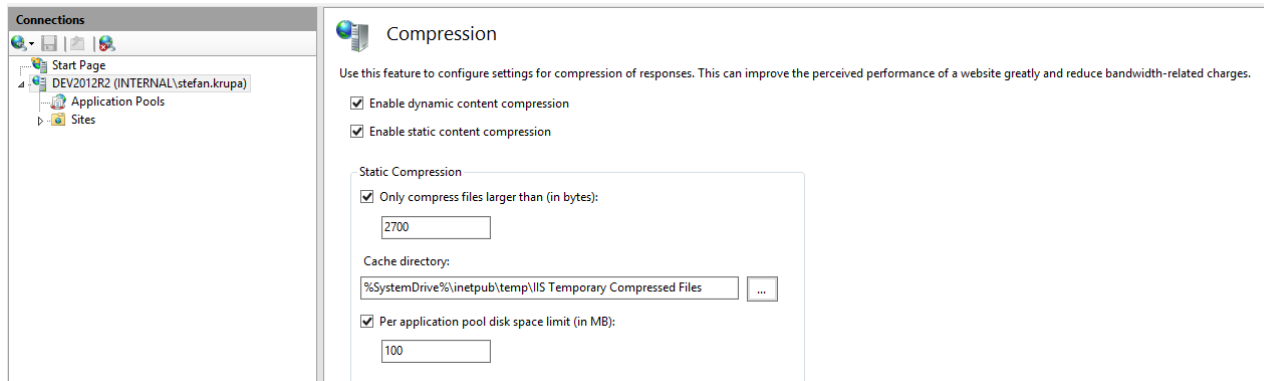 Connections
Start Page
DEV2012R2 (INTERNAL\stefan.krupa)
Application Pools
Sites
Compression
Use this feature to configure settings for compression of responses. This can improve the perceived performance of a website greatly and reduce bandwidth-related charges.
Enable dynamic content compression
Enable static content compression
Static Compression
Only compress files larger than (in bytes):
2700
Cache directory:
%SystemDrive%\inetpub\temp\IIS Temporary Compressed Files
...
Per application pool disk space limit (in MB):
100